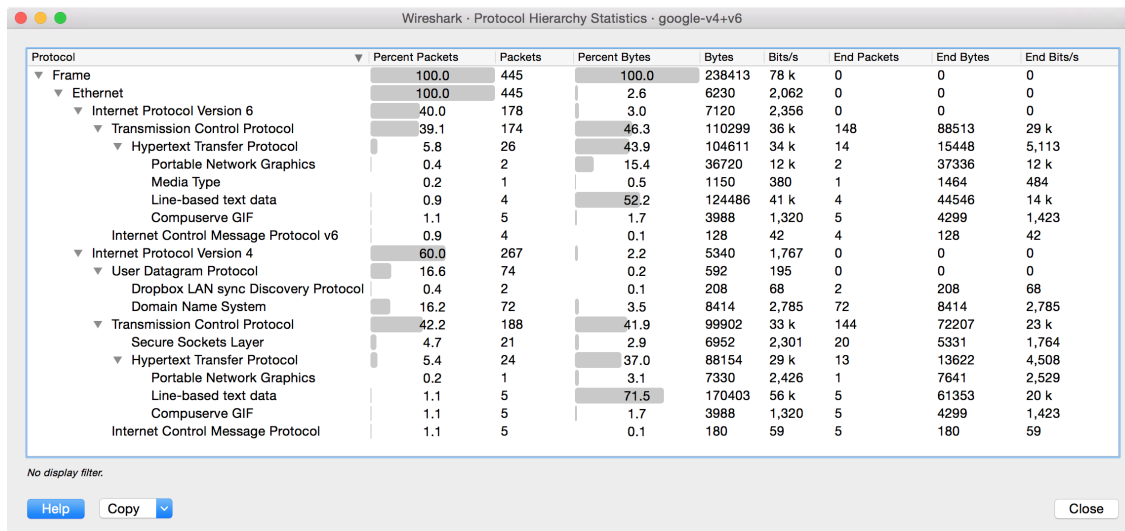 Wireshark · Protocol Hierarchy Statistics · google-v4+v6
Protocol Percent Packets Packets Percent Bytes Bytes Bits/s End Packets End Bytes End Bits/s
Frame 100.0 445 100.0 238413 78 k 0 0 0
Ethernet 100.0 445 2.6 6230 2,062 0 0 0
Internet Protocol Version 6 40.0 178 3.0 7120 2,356 0 0 0
Transmission Control Protocol 39.1 174 46.3 110299 36 k 148 88513 29 k
Hypertext Transfer Protocol 5.8 26 43.9 104611 34 k 14 15448 5,113
Portable Network Graphics 0.4 2 15.4 36720 12 k 2 37336 12 k
Media Type 0.2 1 0.5 1150 380 1 1464 484
Line-based text data 0.9 4 52.2 124486 41 k 4 44546 14 k
Compuserve GIF 1.1 5 1.7 3988 1,320 5 4299 1,423
Internet Control Message Protocol v6 0.9 4 0.1 128 42 4 128 42
Internet Protocol Version 4 60.0 267 2.2 5340 1,767 0 0 0
User Datagram Protocol 16.6 74 0.2 592 195 0 0 0
Dropbox LAN sync Discovery Protocol 0.4 2 0.1 208 68 2 208 68
Domain Name System 16.2 72 3.5 8414 2,785 72 8414 2,785
Transmission Control Protocol 42.2 188 41.9 99902 33 k 144 72207 23 k
Secure Sockets Layer 4.7 21 2.9 6952 2,301 20 5331 1,764
Hypertext Transfer Protocol 5.4 24 37.0 88154 29 k 13 13622 4,508
Portable Network Graphics 0.2 1 3.1 7330 2,426 1 7641 2,529
Line-based text data 1.1 5 71.5 170403 56 k 5 61353 20 k
Compuserve GIF 1.1 5 1.7 3988 1,320 5 4299 1,423
Internet Control Message Protocol 1.1 5 0.1 180 59 5 180 59
No display filter.
Help Copy Close